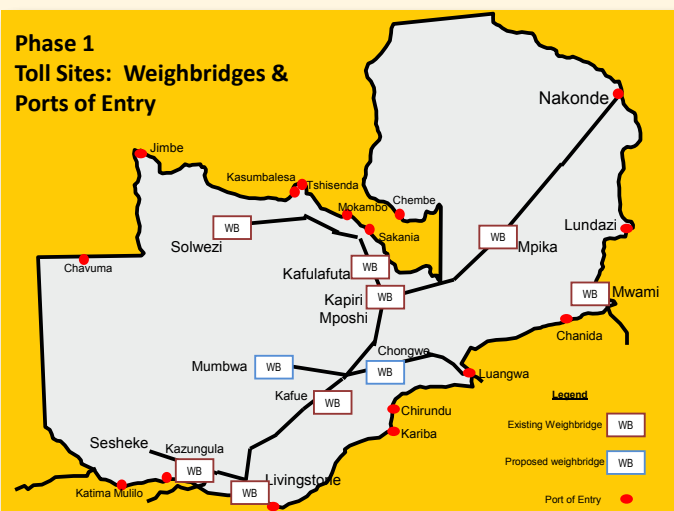 Phase 1
Toll Sites: Weighbridges &
Ports of Entry
Nakonde
Jimbe
Kasumbalesa
Tshisenda
Mokambo
Chembe
Sakania
Lundazi
WB
Solwezi
WB
Mpika
Chavuma
Kafulafuta
WB
Kapiri
Mposhi
WB
WB
Mwami
Chanida
Chongwe
Mumbwa
WB
WB
Luangwa
Kafue
WB
Chirundu
Kariba
Legend
Existing Weighbridge
WB
Proposed weighbridge
WB
Port of Entry
Sesheke
Kazungula
WB
Livingstone
WB
Katima Mulilo